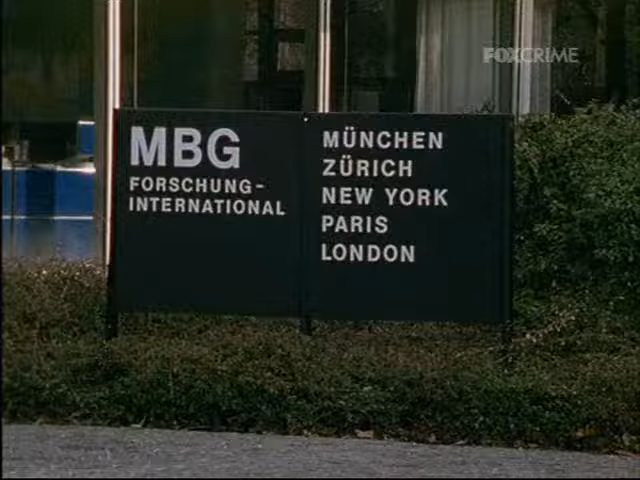 FOXCRIME
MBG
FORSCHUNG-
INTERNATIONAL
MÜNCHEN
ZÜRICH
NEW YORK
PARIS
LONDON